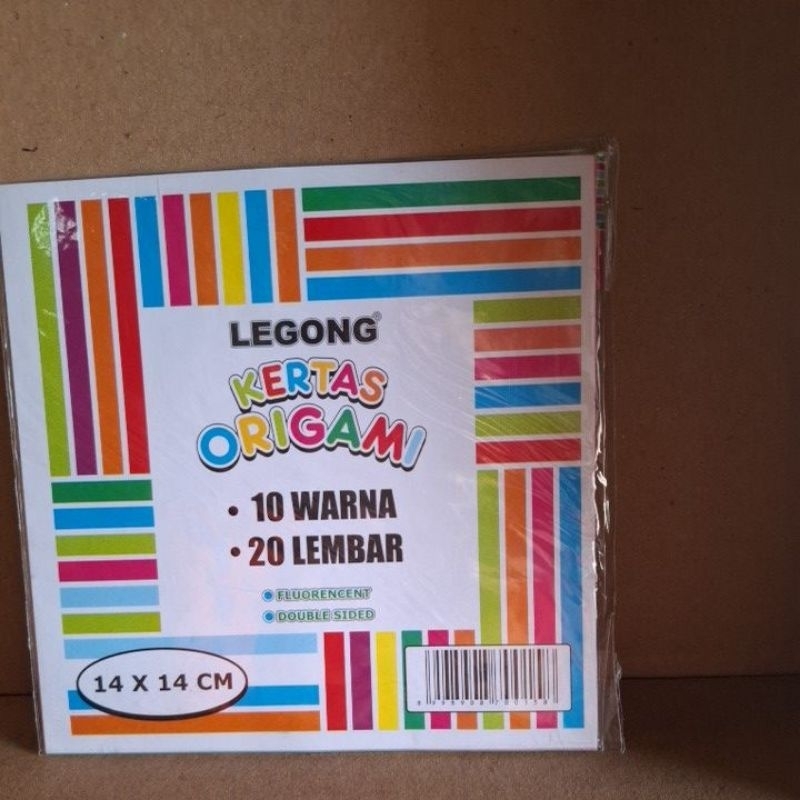 LEGONG®
KERTAS
ORIGAMI
• 10 WARNA
• 20 LEMBAR
FLUORENCENT
DOUBLE SIDED
14 X 14 CM